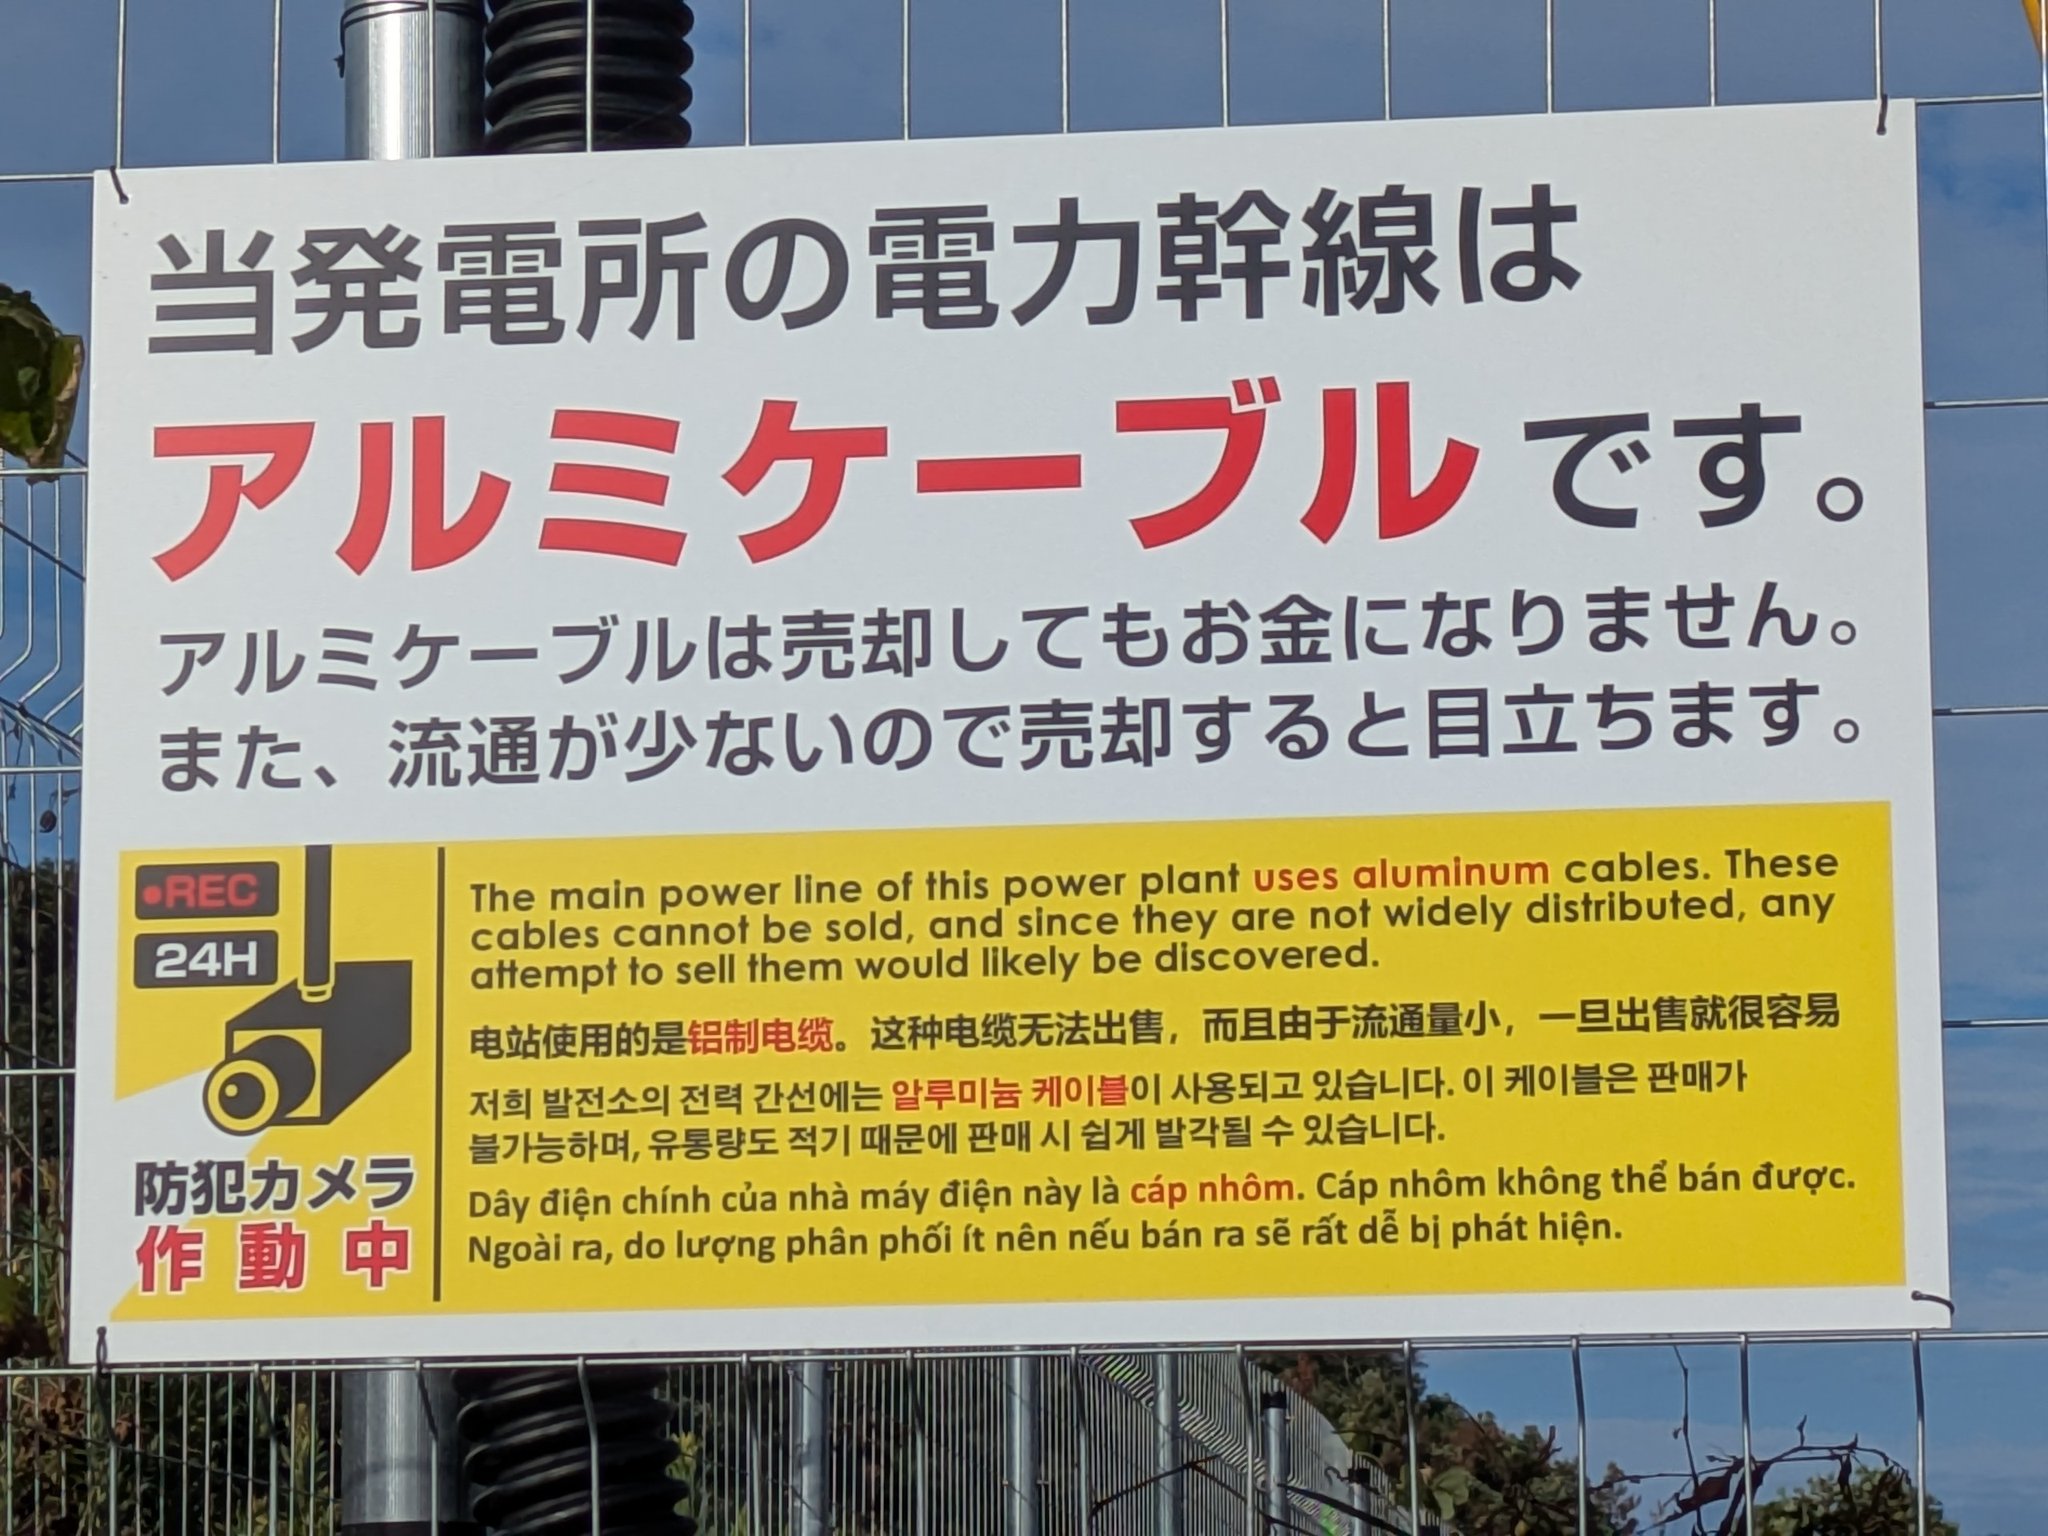 当発電所の電力幹線は
アルミケーブルです。
アルミケーブルは売却してもお金になりません。
また、流通が少ないので売却すると目立ちます。
●REC
24H
防犯カメラ
作動中
The main power line of this power plant uses aluminum cables. These
cables cannot be sold, and since they are not widely distributed, any
attempt to sell them would likely be discovered.
电站使用的是铝制电缆。这种电缆无法出售，而且由于流通量小，一旦出售就很容易
저희 발전소의 전력 간선에는 알루미늄 케이블이 사용되고 있습니다. 이 케이블은 판매가
불가능하며, 유통량도 적기 때문에 판매 시 쉽게 발각될 수 있습니다.
Dây điện chính của nhà máy điện này là cáp nhôm. Cáp nhôm không thể bán được.
Ngoài ra, do lượng phân phối ít nên nếu bán ra sẽ rất dễ bị phát hiện.